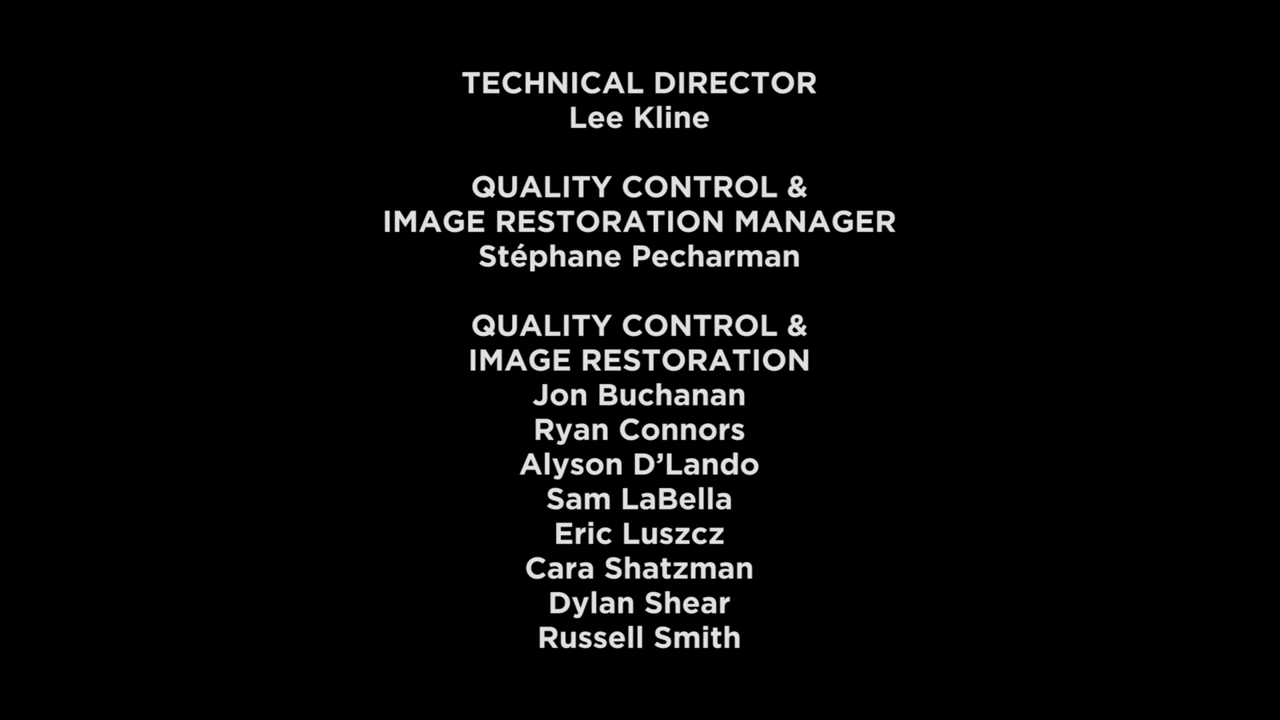 TECHNICAL DIRECTOR
Lee Kline
QUALITY CONTROL &
IMAGE RESTORATION MANAGER
Stéphane Pecharman
QUALITY CONTROL &
IMAGE RESTORATION
Jon Buchanan
Ryan Connors
Alyson D’Lando
Sam LaBella
Eric Luszcz
Cara Shatzman
Dylan Shear
Russell Smith